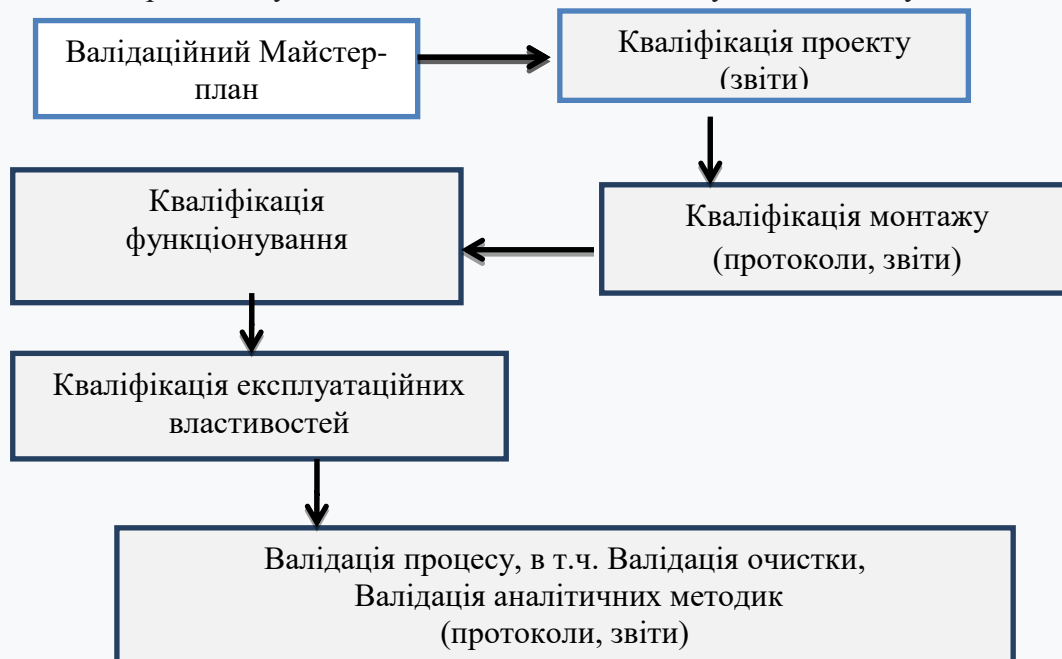 Валідаційний Майстер-
план
Кваліфікація проекту
(звіти)
Кваліфікація монтажу
(протоколи, звіти)
Кваліфікація
функціонування
Кваліфікація експлуатаційних
властивостей
Валідація процесу, в т.ч. Валідація очистки,
Валідація аналітичних методик
(протоколи, звіти)